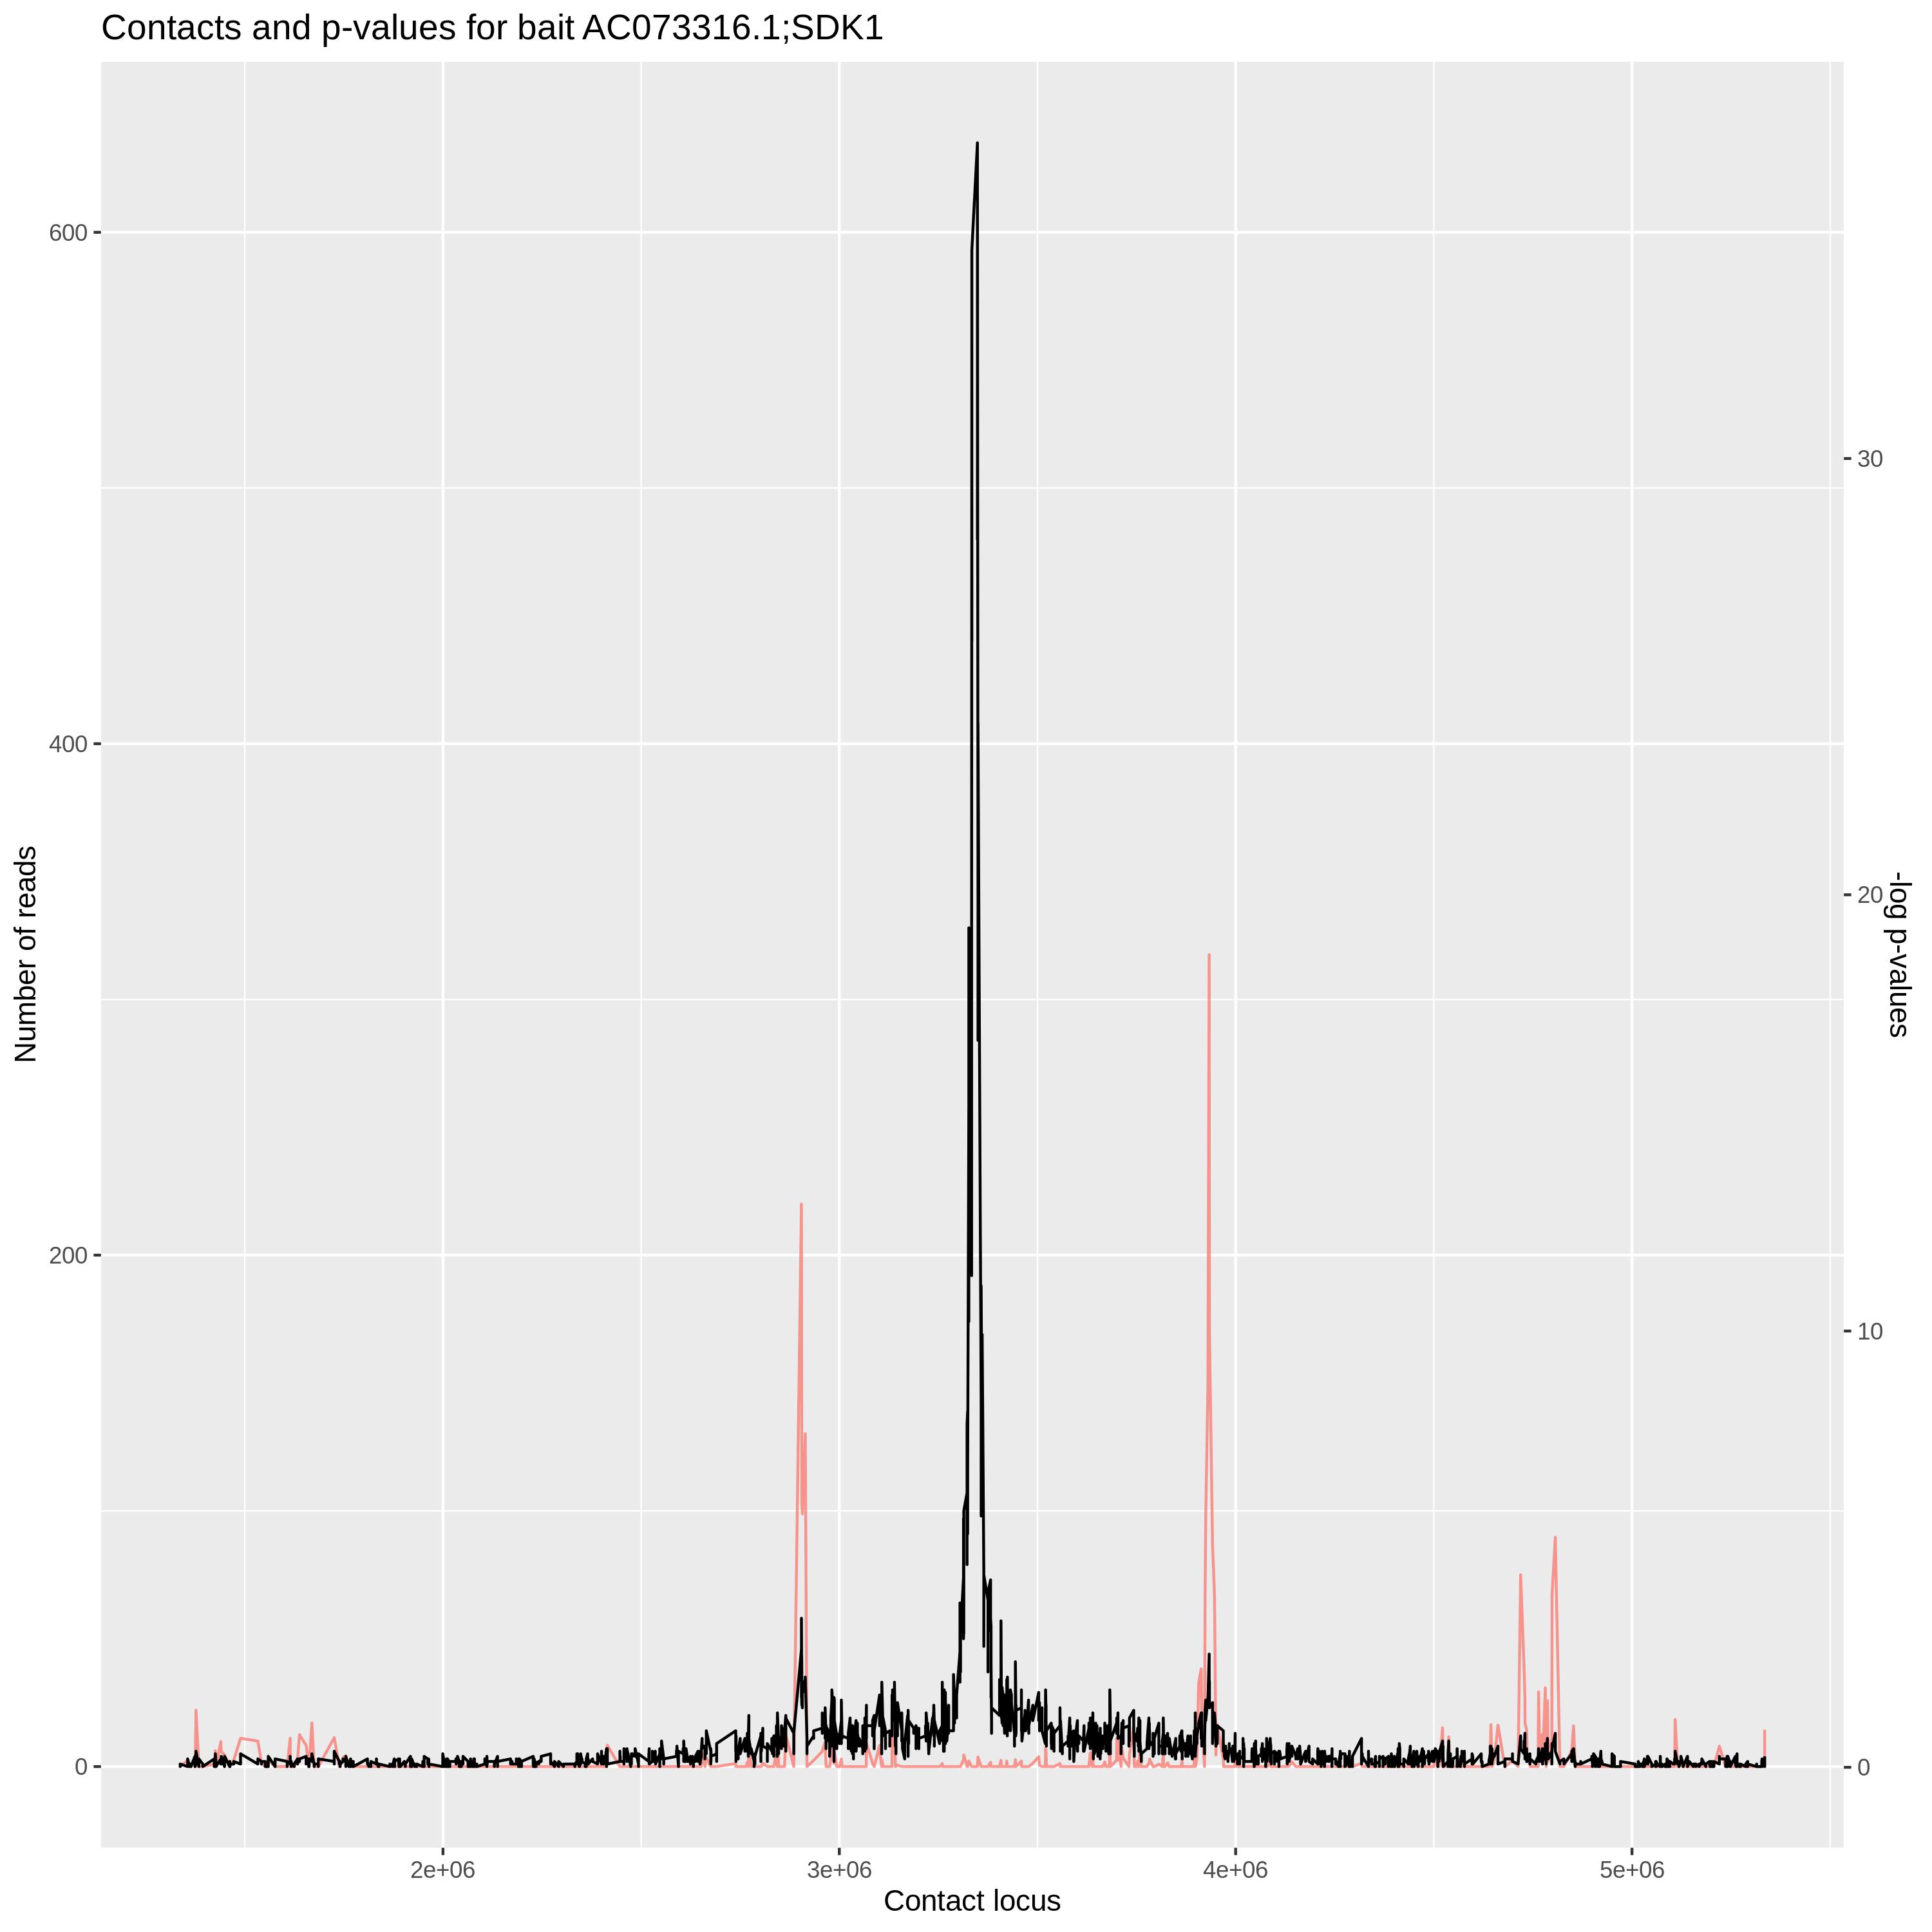 Contacts and p-values for bait AC073316.1;SDK1
600
400
200
0
Number of reads
30
20
10
0
-log p-values
2e+06
3e+06
4e+06
5e+06
Contact locus